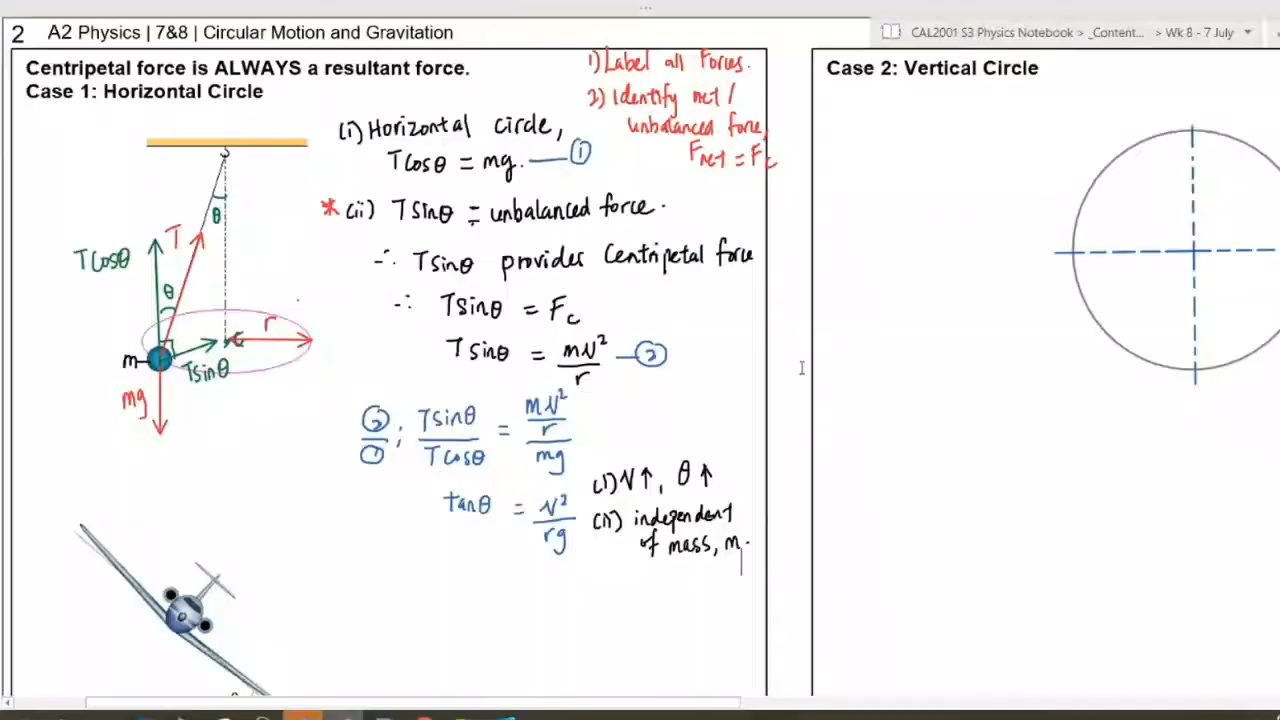 2 A2 Physics | 7&8 | Circular Motion and Gravitation
CAL2001 S3 Physics Notebook > _Content... > Wk 8 - 7 July
Centripetal force is ALWAYS a resultant force.
Case 1: Horizontal Circle
1) Label all Forces.
2) Identify net /
unbalanced force,
Fnet = Fc
(i) Horizontal circle,
Tcosθ = mg. — ①
* (ii) Tsinθ = unbalanced force.
∴ Tsinθ provides Centripetal force
∴ Tsinθ = Fc
Tsinθ = mv²/r — ②
θ
T
Tcosθ
θ
r
C
m
Tsinθ
mg
②/① ; Tsinθ/Tcosθ = (mv²/r)/mg
tanθ = v²/rg
(i) v↑, θ↑
(ii) independent
of mass, m.
Case 2: Vertical Circle